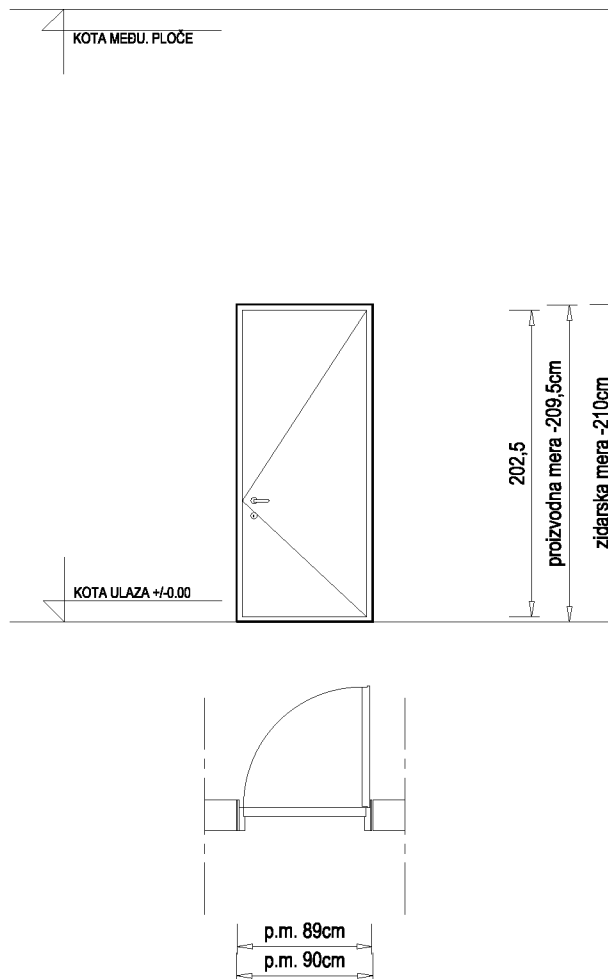 KOTA MEĐU. PLOČE
202,5
proizvodna mera -209,5cm
zidarska mera -210cm
KOTA ULAZA +/-0.00
p.m. 89cm
p.m. 90cm